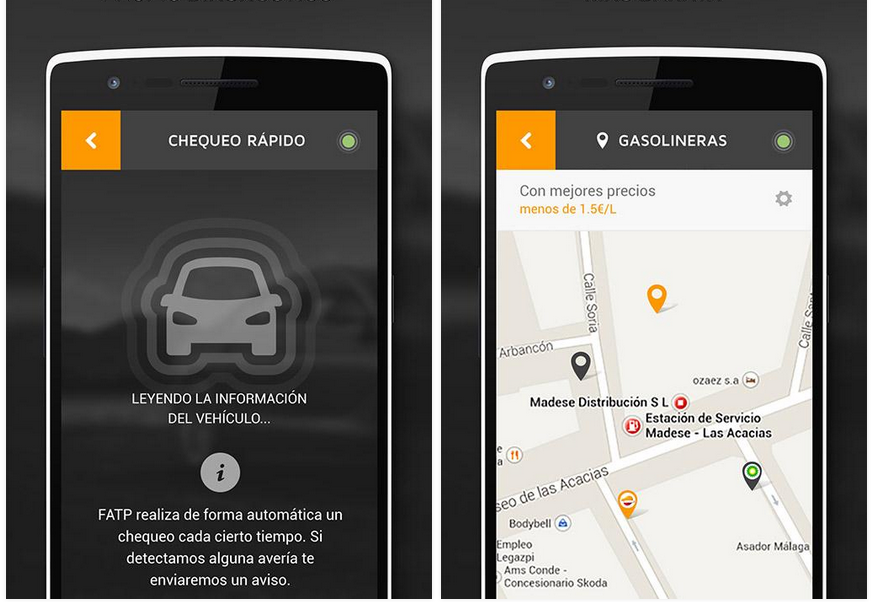 CHEQUEO RÁPIDO
LEYENDO LA INFORMACIÓN
DEL VEHÍCULO...
i
FATP realiza de forma automática un
chequeo cada cierto tiempo. Si
detectamos alguna avería te
enviaremos un aviso.
GASOLINERAS
Con mejores precios
menos de 1.5€/L
Calle Soria
Arbancón
ozaez s.a
Madese Distribución S L
Estación de Servicio
Madese - Las Acacias
e
a
seo de las Acacias
Bodybell
Empleo
Legazpi
Ams Conde -
Concesionario Skoda
Asador Málaga